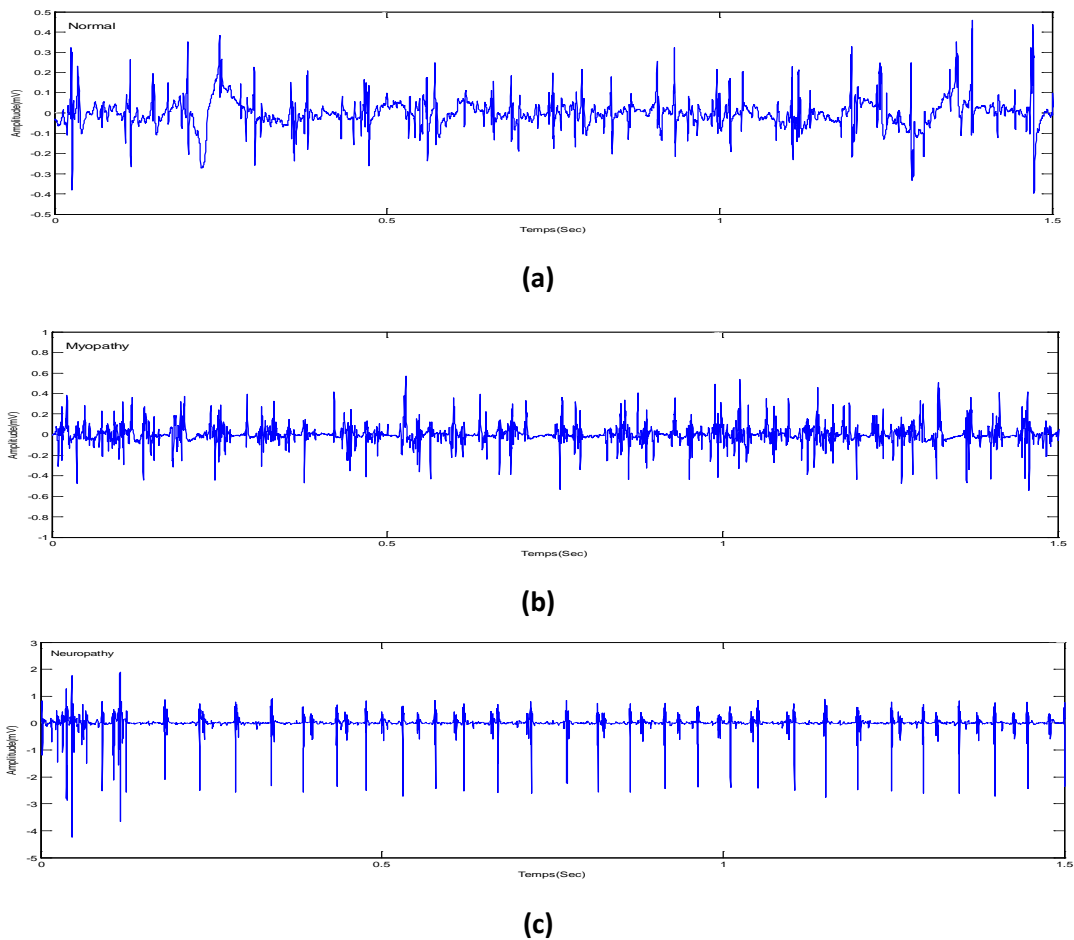 Normal
0.5
0.4
0.3
0.2
0.1
0
-0.1
-0.2
-0.3
-0.4
-0.5
Amplitude(mV)
0 0.5 1 1.5
Temps(Sec)
(a)
Myopathy
1
0.8
0.6
0.4
0.2
0
-0.2
-0.4
-0.6
-0.8
-1
Amplitude(mV)
0 0.5 1 1.5
Temps(Sec)
(b)
Neuropathy
3
2
1
0
-1
-2
-3
-4
-5
Amplitude(mV)
0 0.5 1 1.5
Temps(Sec)
(c)